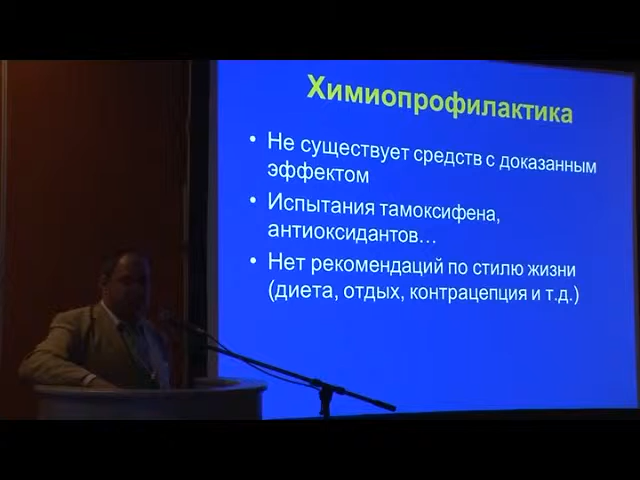 Химиопрофилактика
• Не существует средств с доказанным
эффектом
• Испытания тамоксифена,
антиоксидантов…
• Нет рекомендаций по стилю жизни
(диета, отдых, контрацепция и т.д.)